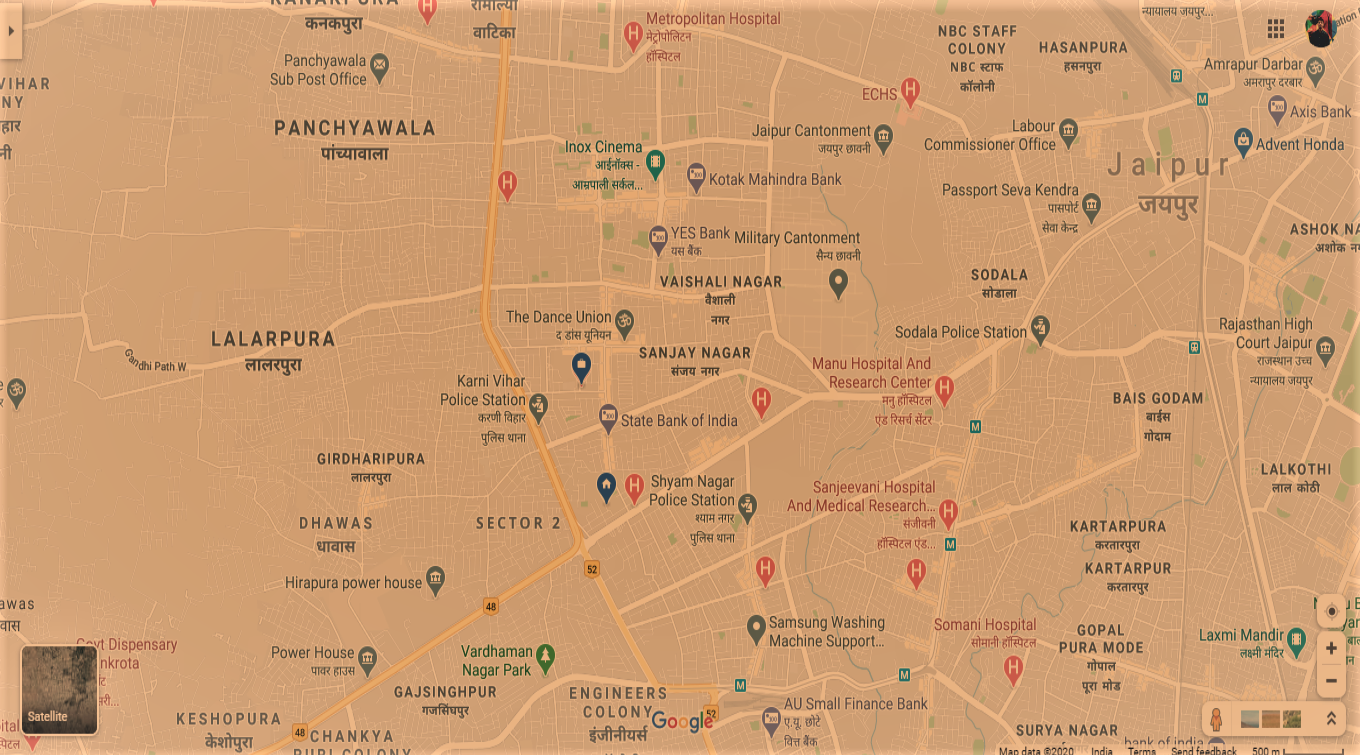 KANARPURA
कनकपुरा
रामाल्या
वाटिका
Metropolitan Hospital
मेट्रोपोलिटन
हॉस्पिटल
न्यायालय जयपुर...
NBC STAFF
COLONY
NBC स्टाफ
कॉलोनी
HASANPURA
हसनपुरा
Panchyawala
Sub Post Office
Amrapur Darbar
अमरापुर दरबार
VIHAR
NY
ECHS
Axis Bank
PANCHYAWALA
पांच्यावाला
Jaipur Cantonment
जयपुर छावनी
Labour
Commissioner Office
Advent Honda
Inox Cinema
आईनॉक्स -
आम्रपाली सर्कल...
Kotak Mahindra Bank
Jaipur
जयपुर
Passport Seva Kendra
पासपोर्ट
सेवा केन्द्र
YES Bank
यस बैंक
Military Cantonment
सैन्य छावनी
ASHOK NA
अशोक नग
VAISHALI NAGAR
वैशाली
नगर
SODALA
सोडाला
The Dance Union
द डांस यूनियन
LALARPURA
लालरपुरा
Gandhi Path W
SANJAY NAGAR
संजय नगर
Sodala Police Station
Rajasthan High
Court Jaipur
राजस्थान उच्च
न्यायालय जयपुर
Manu Hospital And
Research Center
मनु हॉस्पिटल
एंड रिसर्च सेंटर
Karni Vihar
Police Station
करणी विहार
पुलिस थाना
State Bank of India
BAIS GODAM
बाईस
गोदाम
GIRDHARIPURA
लालरपुरा
LALKOTHI
लाल कोठी
Shyam Nagar
Police Station
श्याम नगर
पुलिस थाना
Sanjeevani Hospital
And Medical Research...
संजीवनी
हॉस्पिटल एंड...
DHAWAS
धावास
SECTOR 2
KARTARPURA
करतारपुरा
KARTARPUR
करतारपुर
52
Hirapura power house
48
awas
वास
Samsung Washing
Machine Support...
Somani Hospital
सोमानी हॉस्पिटल
GOPAL
PURA MODE
गोपाल
पूरा मोड
Laxmi Mandir
लक्ष्मी मंदिर
Govt Dispensary
nkrota
Power House
पावर हाउस
Vardhaman
Nagar Park
GAJSINGHPUR
गजसिंघपुर
ENGINEERS
COLONY
इंजीनीयर्स
Google
52
AU Small Finance Bank
ए.यू. छोटे
वित्त बैंक
Satellite
KESHOPURA
केशोपुरा
48
CHANKYA
PURI COLONY
SURYA NAGAR
bank of india
Map data ©2020 India Terms Send feedback 500 m